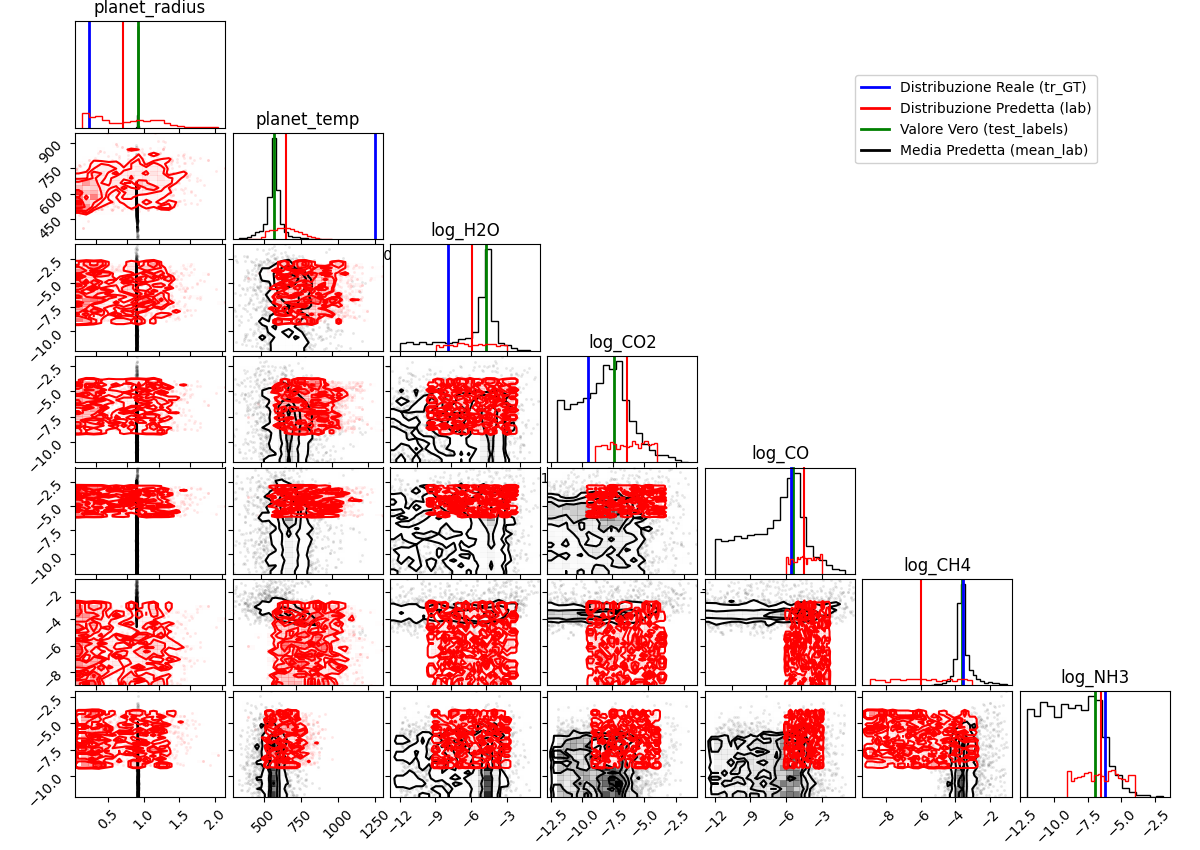 planet_radius
planet_temp
Distribuzione Reale (tr_GT)
Distribuzione Predetta (lab)
Valore Vero (test_labels)
Media Predetta (mean_lab)
900
750
600
450
log_H2O
0
−2.5
−5.0
−7.5
−10.0
log_CO2
−2.5
−5.0
−7.5
−10.0
log_CO
1
−2.5
−5.0
−7.5
−10.0
log_CH4
−2
−4
−6
−8
log_NH3
−2.5
−5.0
−7.5
−10.0
0.5 1.0 1.5 2.0 500 750 1000 1250 −12 −9 −6 −3 −12.5 −10.0 −7.5 −5.0 −2.5 −12 −9 −6 −3 −8 −6 −4 −2 −12.5 −10.0 −7.5 −5.0 −2.5